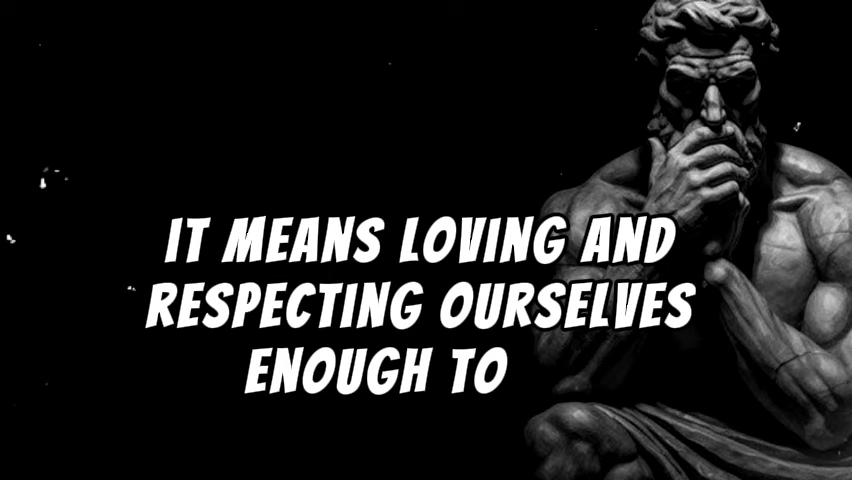 IT MEANS LOVING AND
RESPECTING OURSELVES
ENOUGH TO